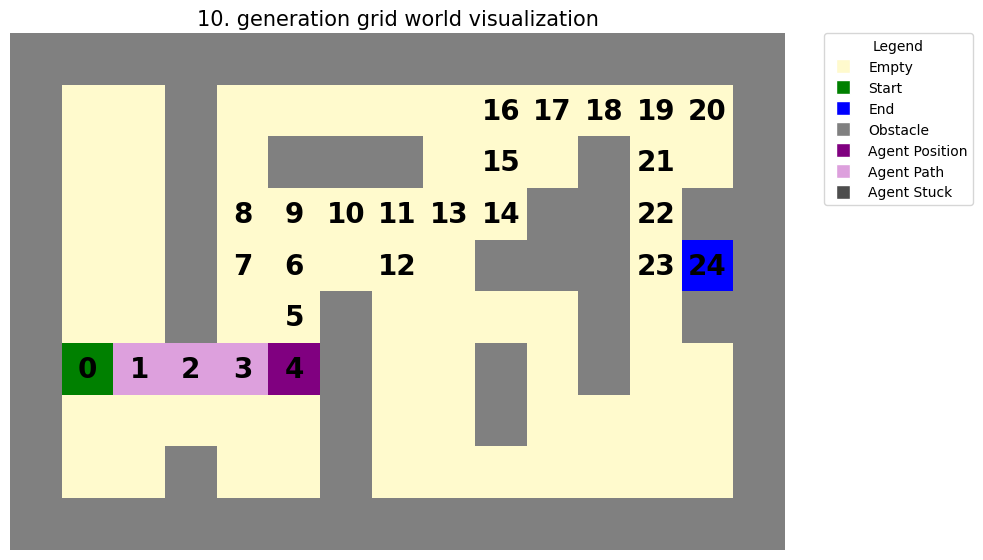 10. generation grid world visualization
Legend
Empty
Start
End
Obstacle
Agent Position
Agent Path
Agent Stuck
16 17 18 19 20
15 21
8 9 10 11 13 14 22
7 6 12 23 24
5
0 1 2 3 4